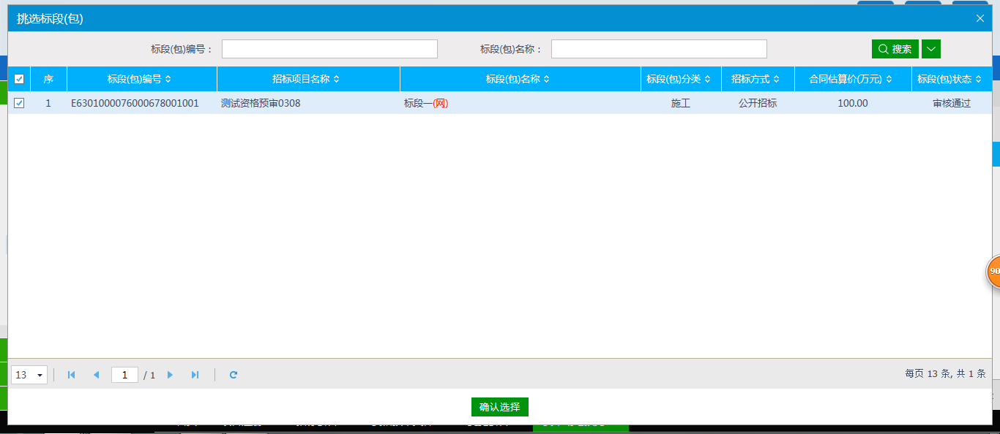 挑选标段(包)
标段(包)编号： 标段(包)名称： 搜索
序 标段(包)编号 招标项目名称 标段(包)名称 标段(包)分类 招标方式 合同估算价(万元) 标段(包)状态
1 E6301000076000678001001 测试资格预审0308 标段一(网) 施工 公开招标 100.00 审核通过
90
13 1 / 1 每页 13 条, 共 1 条
确认选择